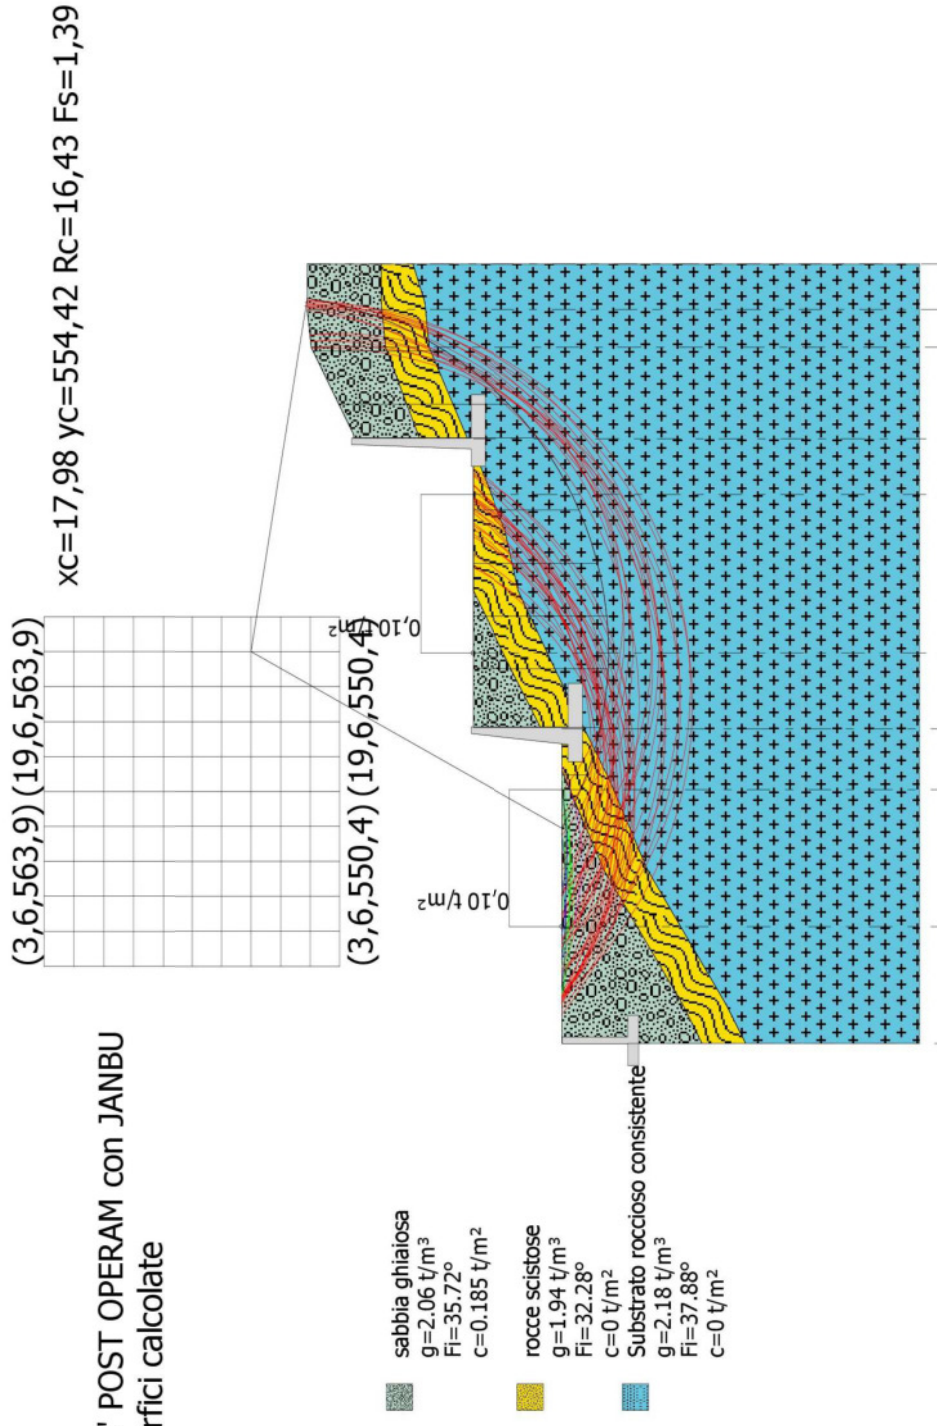 " POST OPERAM con JANBU
rfici calcolate
(3,6,563,9) (19,6,563,9)
(3,6,550,4) (19,6,550,4)
xc=17,98 yc=554,42 Rc=16,43 Fs=1,39
0,10 t/m²
0,10 t/m²
sabbia ghiaiosa
g=2.06 t/m³
Fi=35.72°
c=0.185 t/m²
rocce scistose
g=1.94 t/m³
Fi=32.28°
c=0 t/m²
Substrato roccioso consistente
g=2.18 t/m³
Fi=37.88°
c=0 t/m²